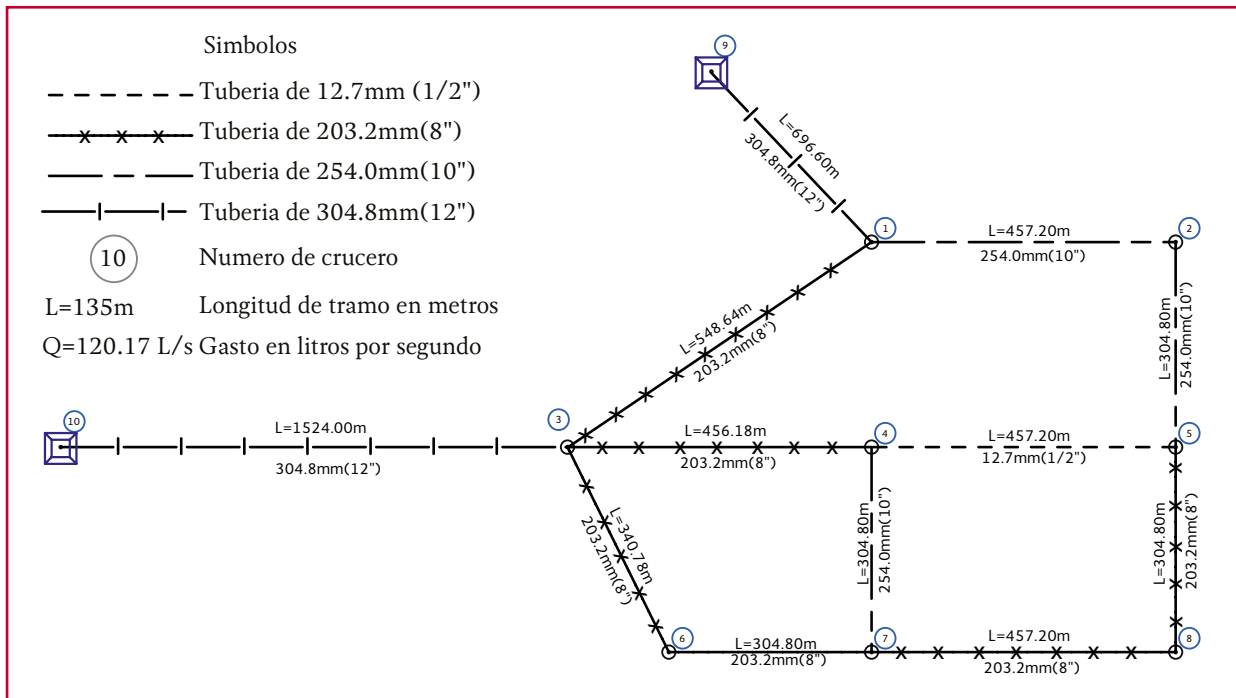 Simbolos
Tuberia de 12.7mm (1/2")
Tuberia de 203.2mm(8")
Tuberia de 254.0mm(10")
Tuberia de 304.8mm(12")
10 Numero de crucero
L=135m Longitud de tramo en metros
Q=120.17 L/s Gasto en litros por segundo
9
L=696.60m
304.8mm(12")
1
L=457.20m
254.0mm(10")
2
L=548.64m
203.2mm(8")
L=304.80m
254.0mm(10")
10
L=1524.00m
304.8mm(12")
3
L=456.18m
203.2mm(8")
4
L=457.20m
12.7mm(1/2")
5
L=340.78m
203.2mm(8")
L=304.80m
254.0mm(10")
L=304.80m
203.2mm(8")
6
L=304.80m
203.2mm(8")
7
L=457.20m
203.2mm(8")
8